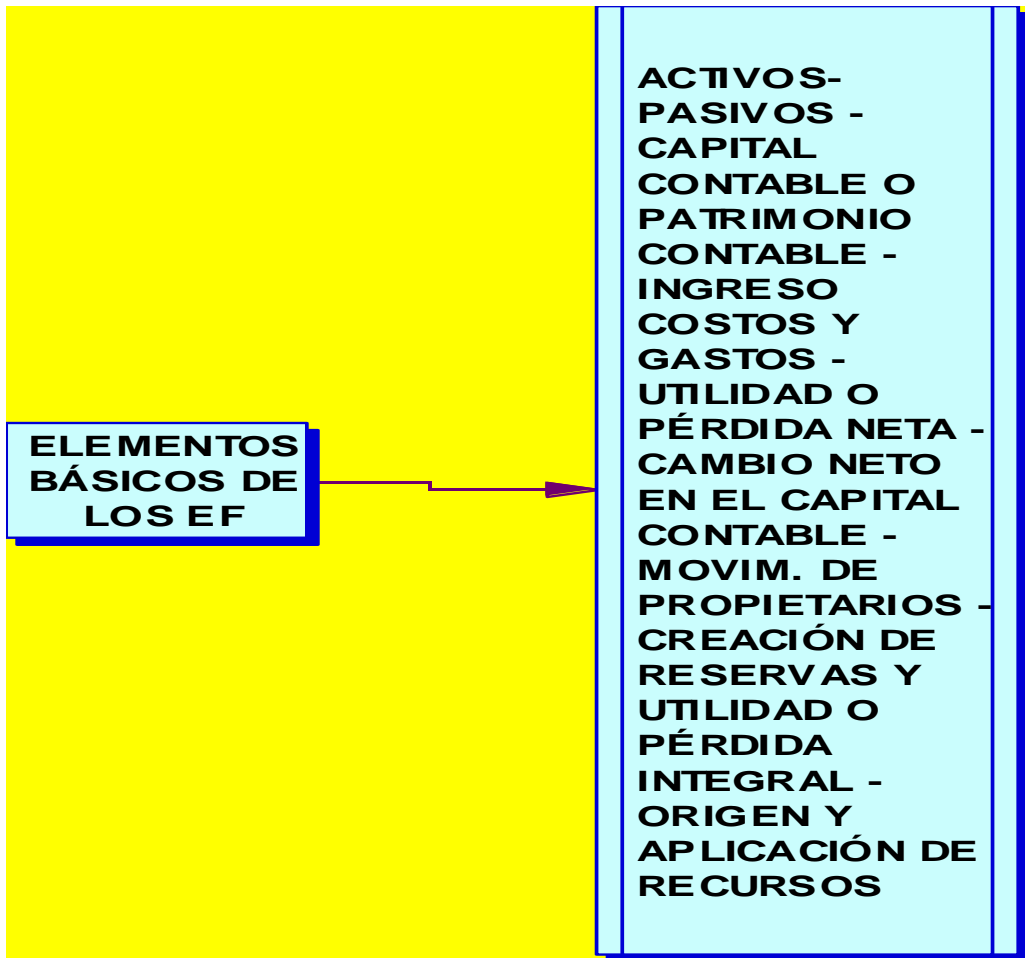 ELEMENTOS
BÁSICOS DE
LOS EF
ACTIVOS-
PASIVOS -
CAPITAL
CONTABLE O
PATRIMONIO
CONTABLE -
INGRESO
COSTOS Y
GASTOS -
UTILIDAD O
PÉRDIDA NETA -
CAMBIO NETO
EN EL CAPITAL
CONTABLE -
MOVIM. DE
PROPIETARIOS -
CREACIÓN DE
RESERVAS Y
UTILIDAD O
PÉRDIDA
INTEGRAL -
ORIGEN Y
APLICACIÓN DE
RECURSOS